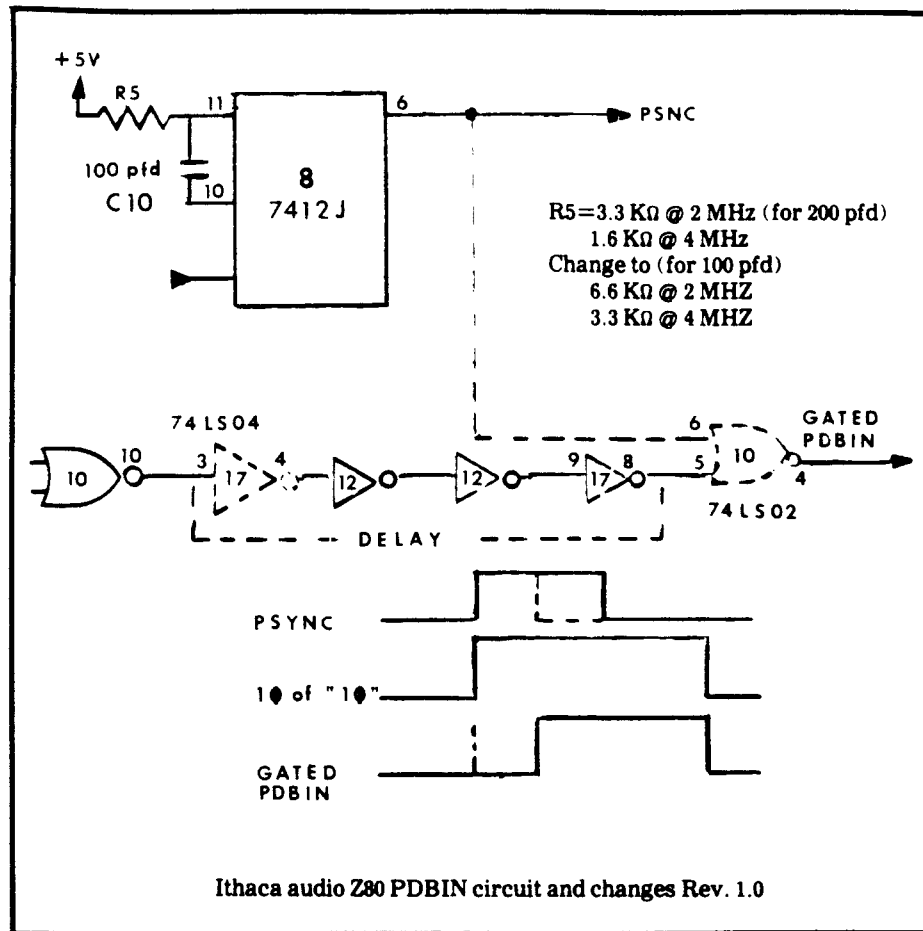 +5V
R5
11
6
PSNC
100 pfd
C10
10
8
7412J
R5=3.3 KΩ @ 2 MHz (for 200 pfd)
1.6 KΩ @ 4 MHz
Change to (for 100 pfd)
6.6 KΩ @ 2 MHZ
3.3 KΩ @ 4 MHZ
74LS04
6
GATED
PDBIN
10
10
3
17
4
12
12
9
17
8
5
10
4
74LS02
DELAY
PSYNC
1Φ of "1Φ"
GATED
PDBIN
Ithaca audio Z80 PDBIN circuit and changes Rev. 1.0